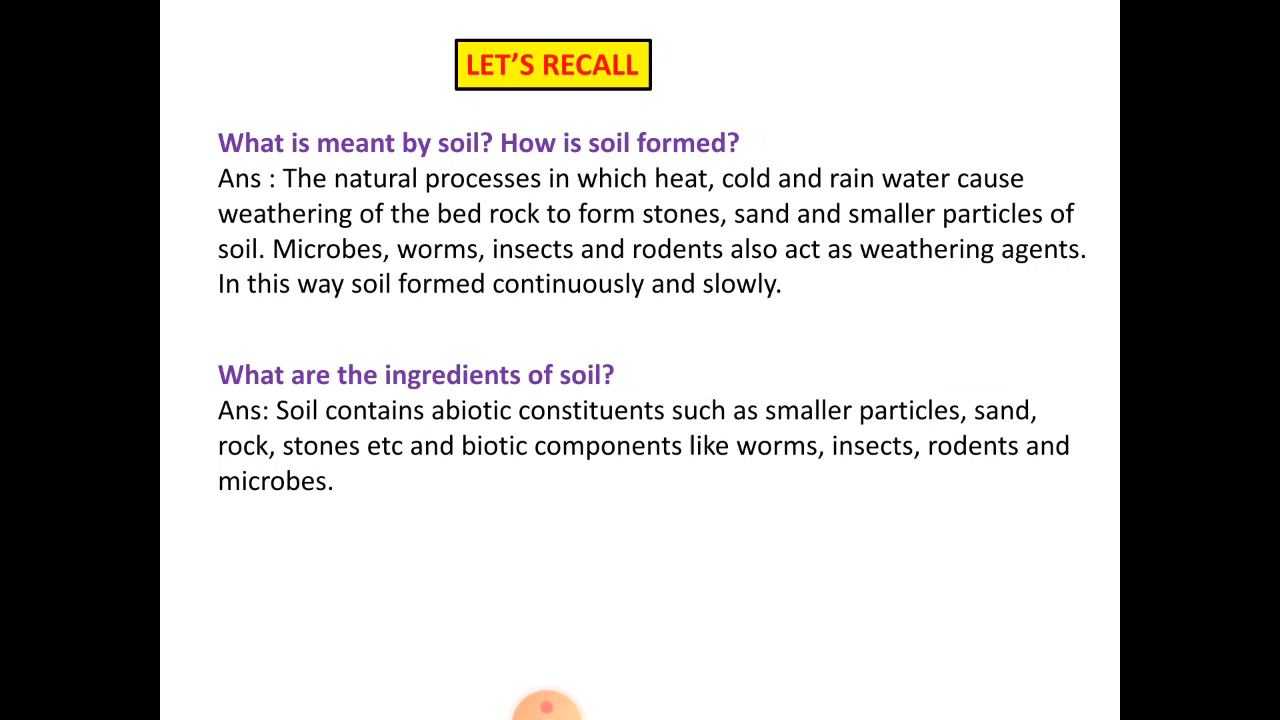 LET’S RECALL
What is meant by soil? How is soil formed?
Ans : The natural processes in which heat, cold and rain water cause
weathering of the bed rock to form stones, sand and smaller particles of
soil. Microbes, worms, insects and rodents also act as weathering agents.
In this way soil formed continuously and slowly.
What are the ingredients of soil?
Ans: Soil contains abiotic constituents such as smaller particles, sand,
rock, stones etc and biotic components like worms, insects, rodents and
microbes.